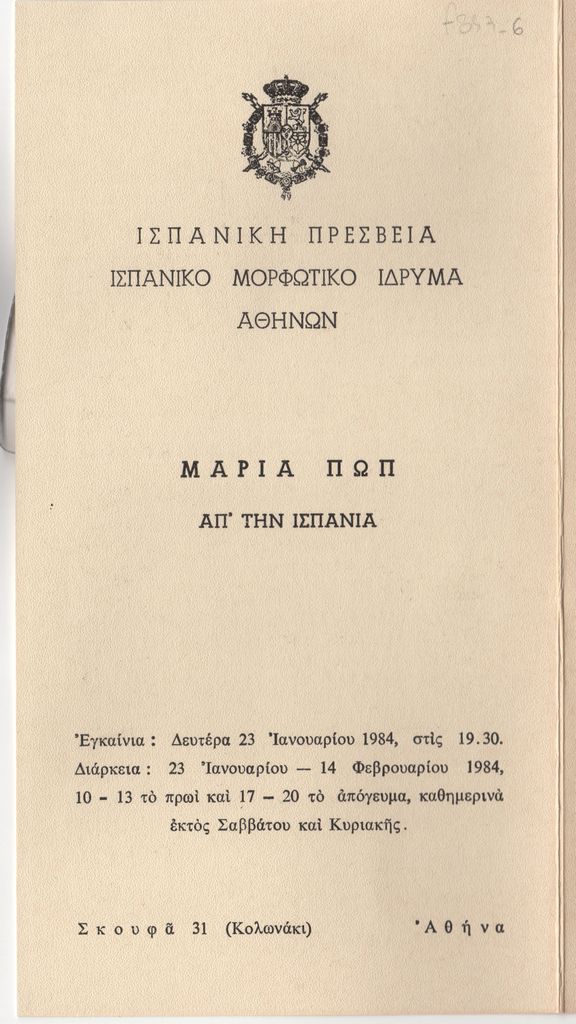 ΙΣΠΑΝΙΚΗ ΠΡΕΣΒΕΙΑ
ΙΣΠΑΝΙΚΟ ΜΟΡΦΩΤΙΚΟ ΙΔΡΥΜΑ
ΑΘΗΝΩΝ
ΜΑΡΙΑ ΠΩΠ
ΑΠ' ΤΗΝ ΙΣΠΑΝΙΑ
Ἐγκαίνια : Δευτέρα 23 Ἰανουαρίου 1984, στὶς 19.30.
Διάρκεια : 23 Ἰανουαρίου — 14 Φεβρουαρίου 1984,
10 - 13 τὸ πρωὶ καὶ 17 – 20 τὸ ἀπόγευμα, καθημερινὰ
ἐκτὸς Σαββάτου καὶ Κυριακῆς.
Σκουφᾶ 31 (Κολωνάκι) Ἀθήνα